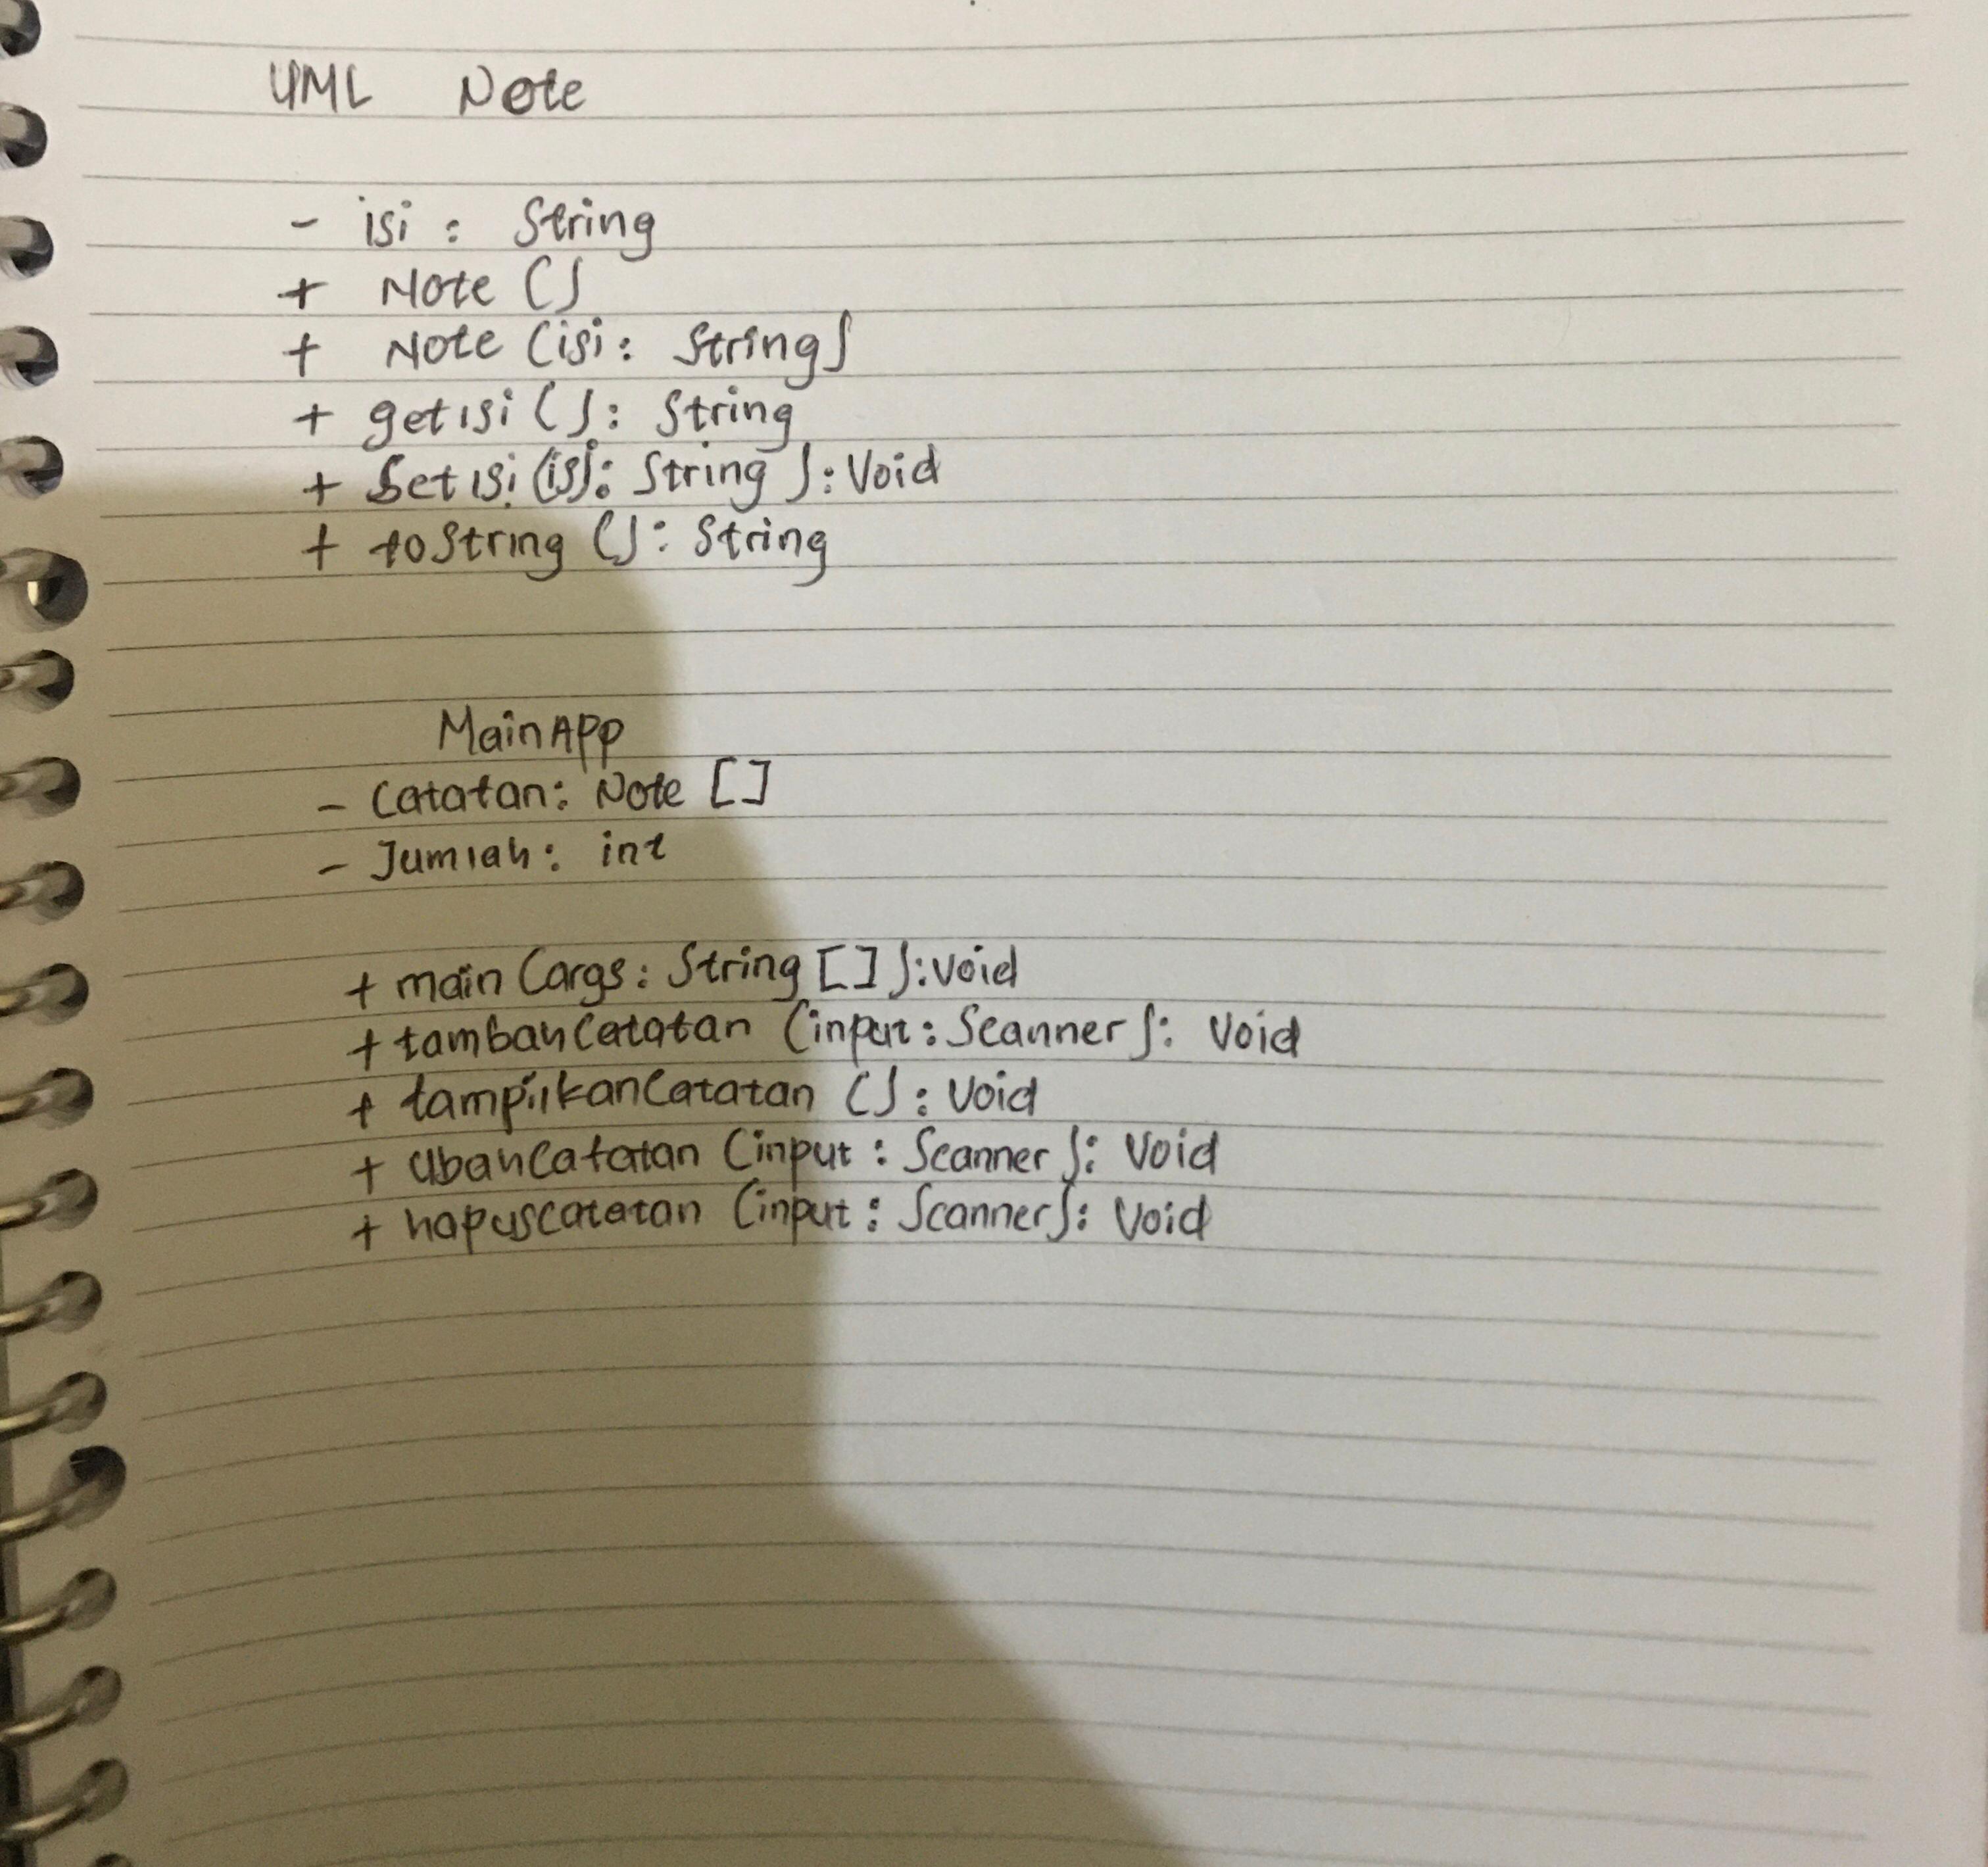 UML Note
- isi : String
+ Note ()
+ Note (isi : String)
+ getisi () : String
+ Setisi (isi : String) : Void
+ toString () : String
MainApp
- Catatan : Note []
- Jumlah : int
+ main (args : String []) : Void
+ tambahCatatan (input : Scanner) : Void
+ tampilkanCatatan () : Void
+ UbahCatatan (input : Scanner) : Void
+ hapuscatatan (input : Scanner) : Void